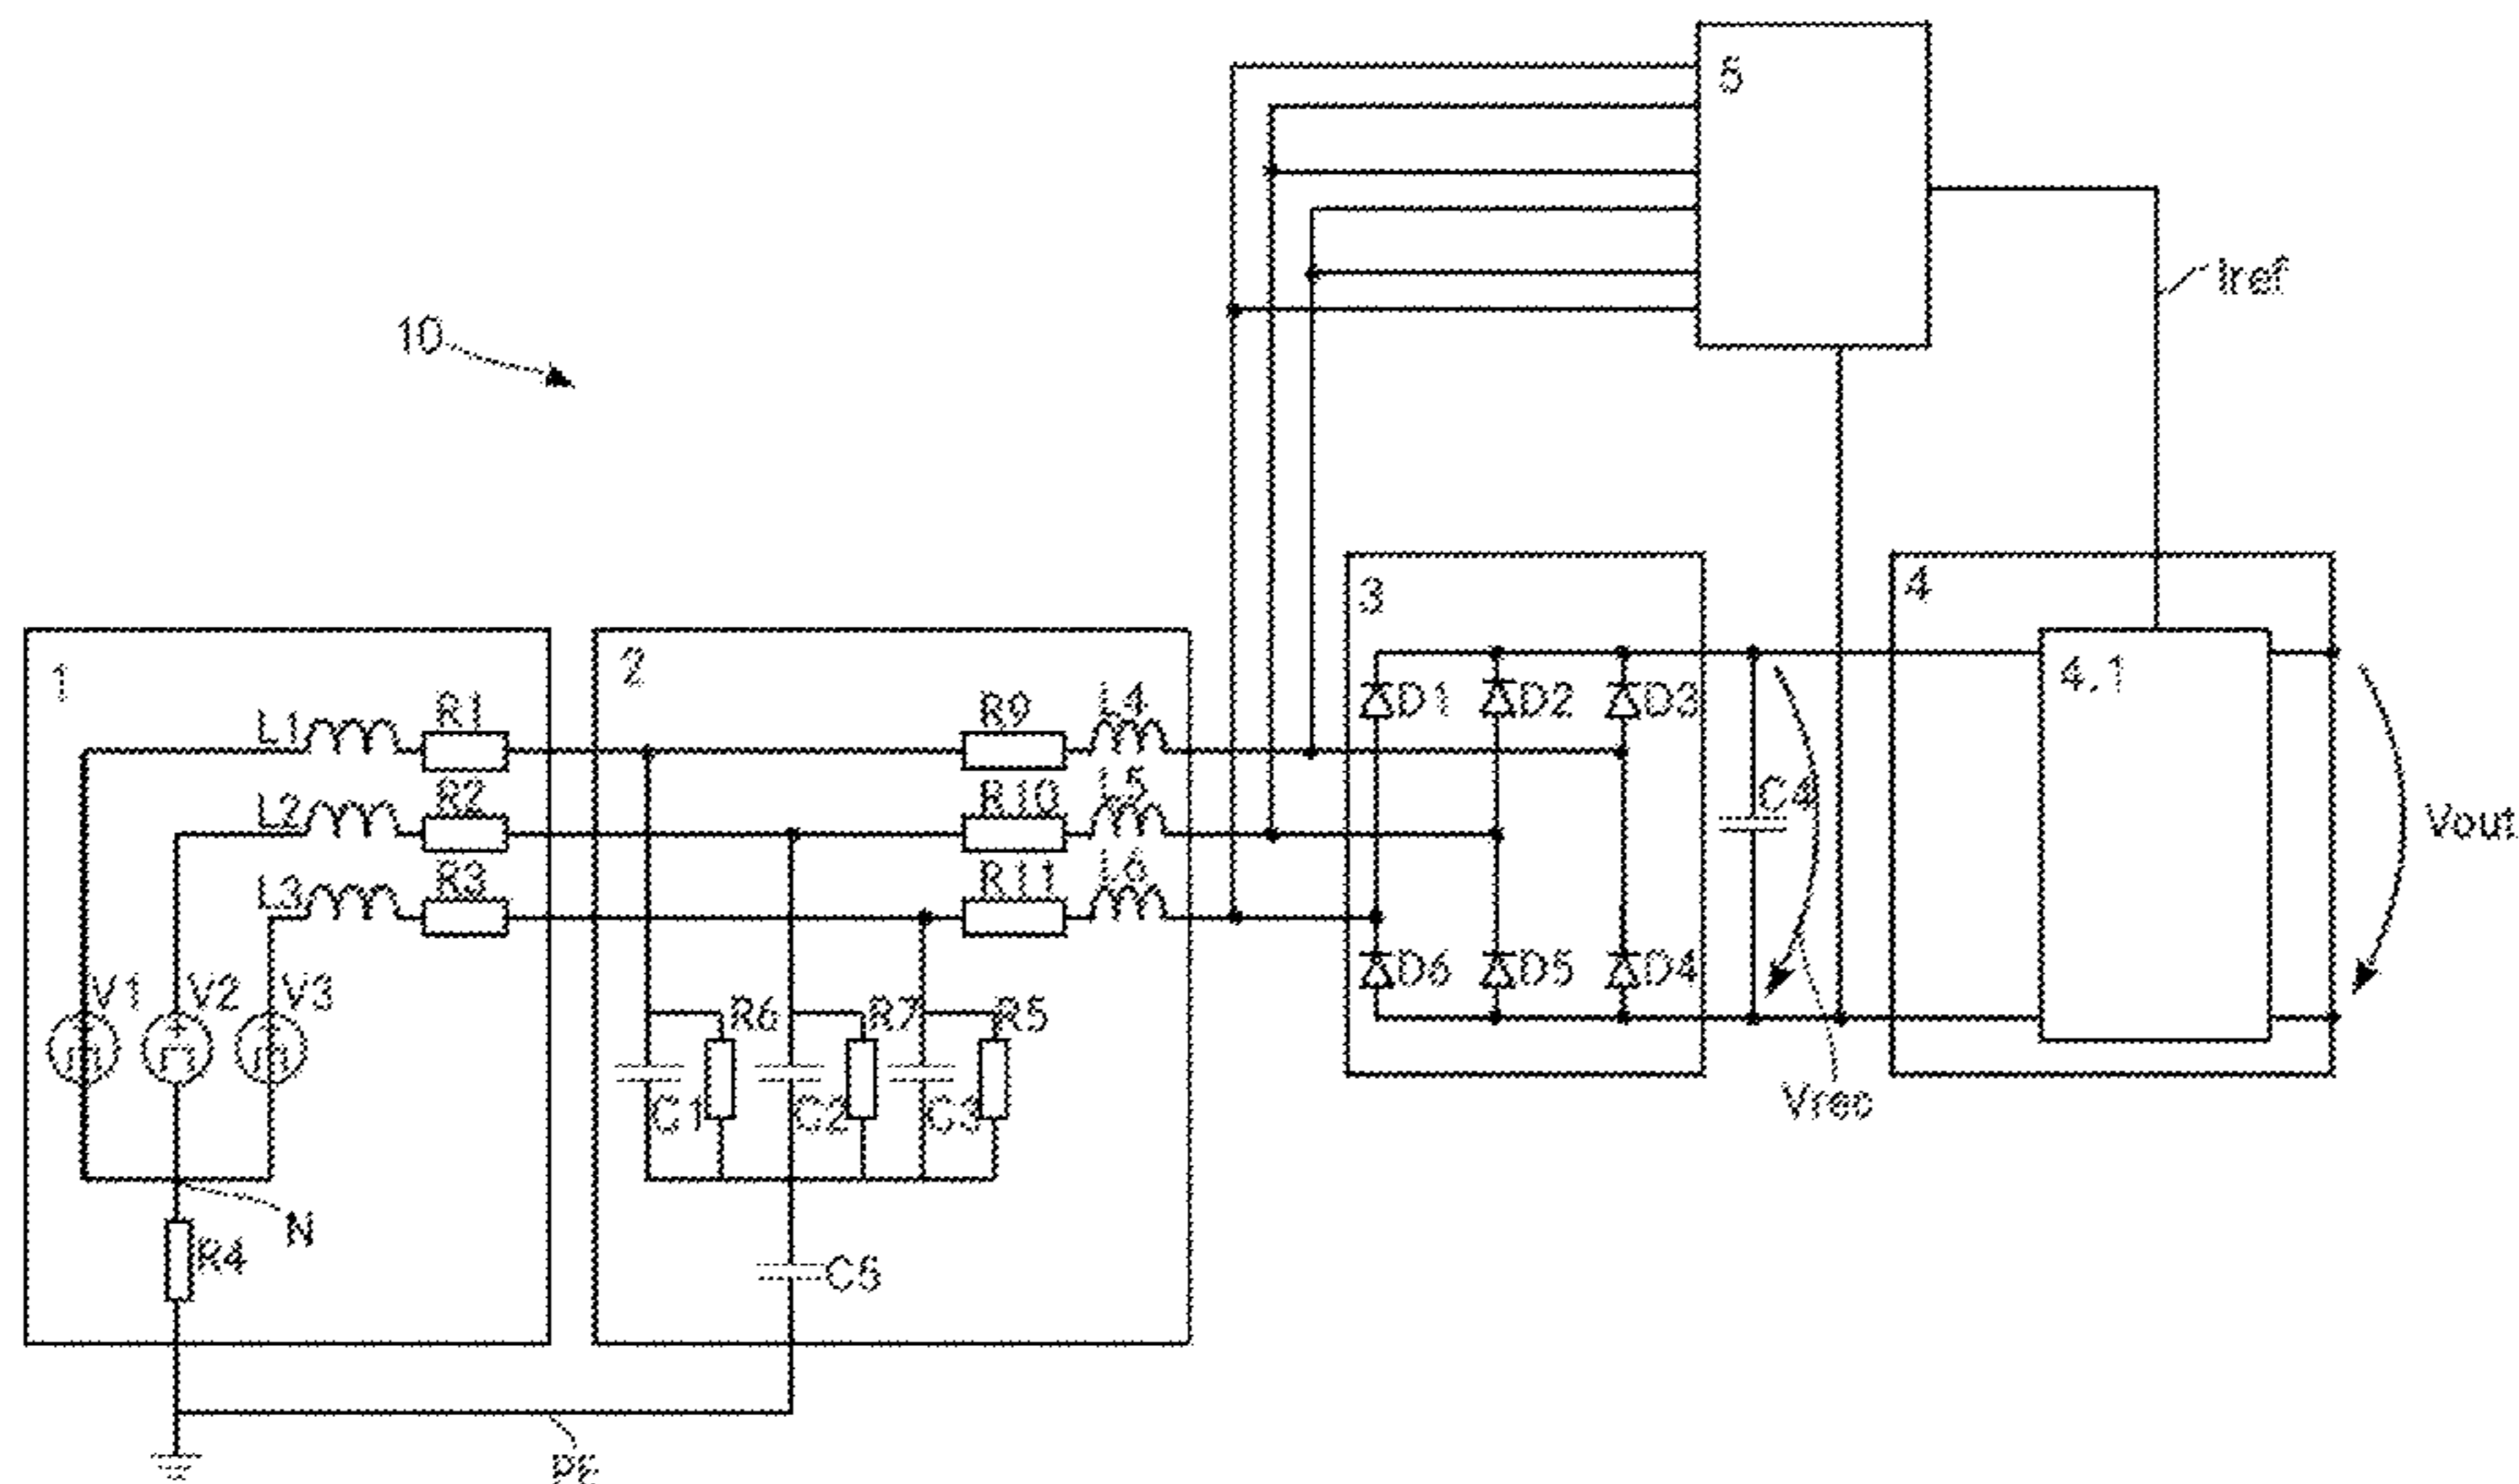 5
Iref
10
3
4
1
2
4.1
L1
R1
R9
L4
D1
D2
D3
L2
R2
R10
L5
C4
Vout
L3
R3
R11
L6
V1
V2
V3
D6
D5
D4
R6
R7
R5
C1
C2
C3
Vrec
N
R4
C5
PE